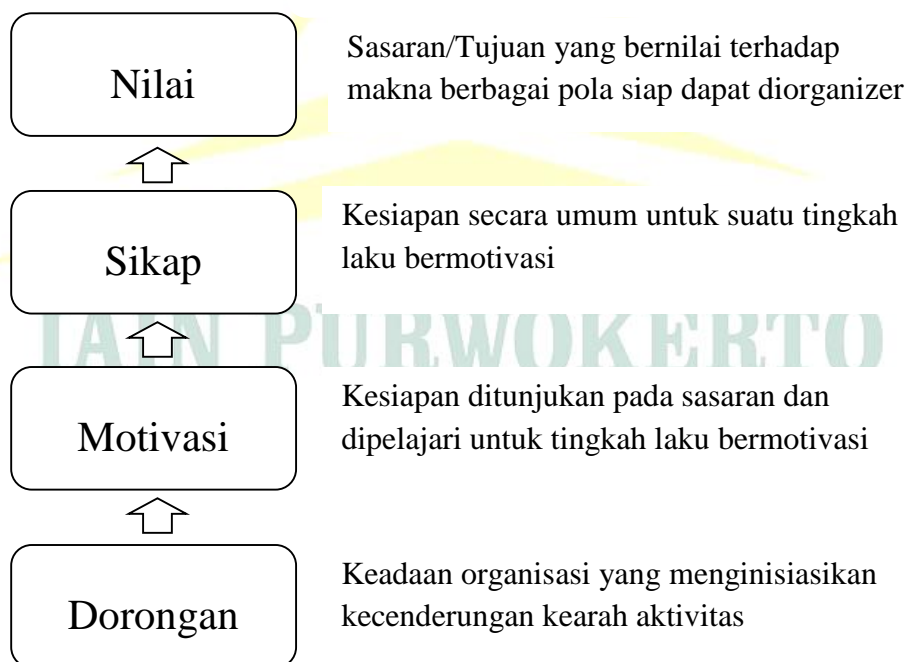 Nilai
Sasaran/Tujuan yang bernilai terhadap
makna berbagai pola siap dapat diorganizer
Sikap
Kesiapan secara umum untuk suatu tingkah
laku bermotivasi
IAIN PURWOKERTO
Motivasi
Kesiapan ditunjukan pada sasaran dan
dipelajari untuk tingkah laku bermotivasi
Dorongan
Keadaan organisasi yang menginisiasikan
kecenderungan kearah aktivitas